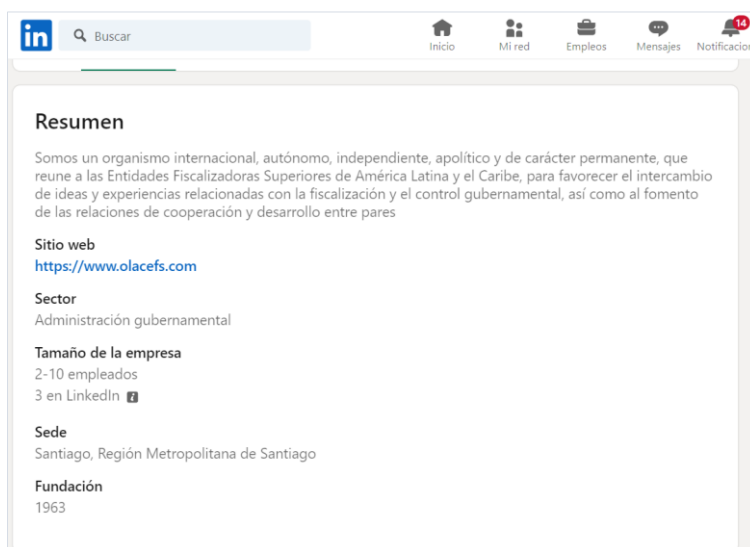 in
Buscar
Inicio
Mi red
Empleos
Mensajes
14
Notificacion
Resumen
Somos un organismo internacional, autónomo, independiente, apolítico y de carácter permanente, que
reune a las Entidades Fiscalizadoras Superiores de América Latina y el Caribe, para favorecer el intercambio
de ideas y experiencias relacionadas con la fiscalización y el control gubernamental, así como al fomento
de las relaciones de cooperación y desarrollo entre pares
Sitio web
https://www.olacefs.com
Sector
Administración gubernamental
Tamaño de la empresa
2-10 empleados
3 en LinkedIn
Sede
Santiago, Región Metropolitana de Santiago
Fundación
1963